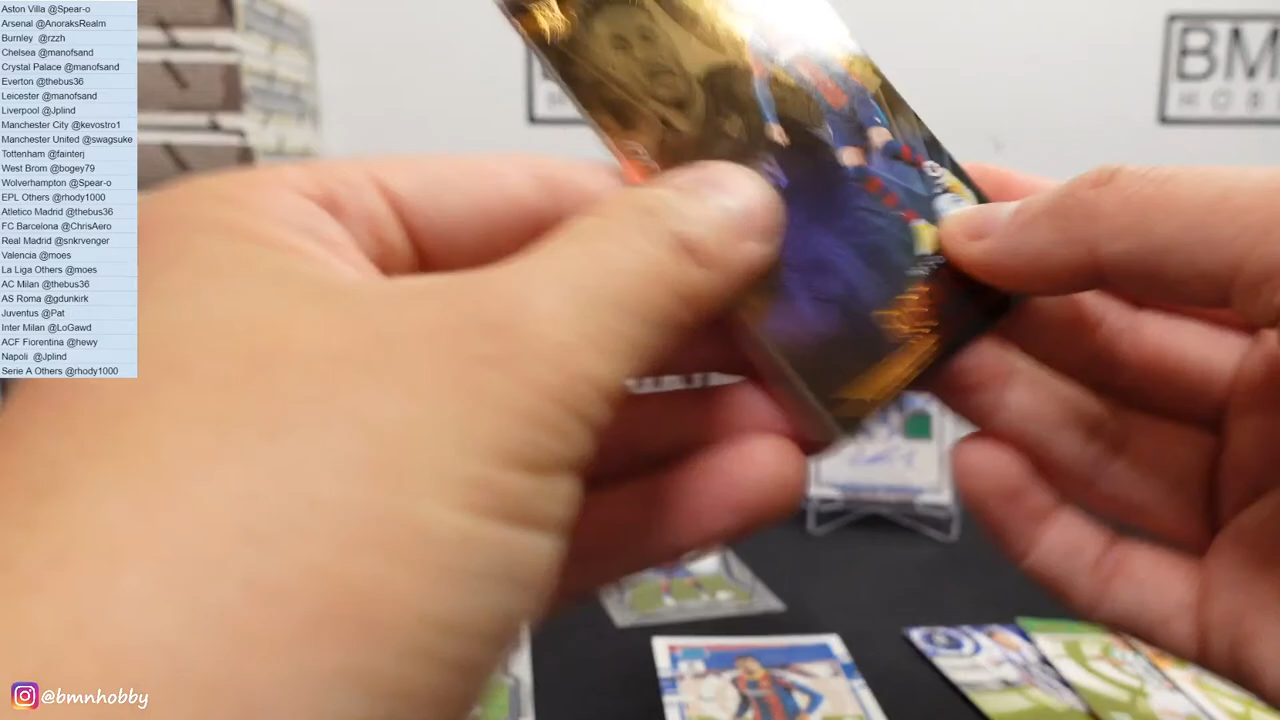 Aston Villa @Spear-o
Arsenal @AnoraksRealm
Burnley @rzzh
Chelsea @manofsand
Crystal Palace @manofsand
Everton @thebus36
Leicester @manofsand
Liverpool @Jplind
Manchester City @kevostro1
Manchester United @swagsuke
Tottenham @fainterj
West Brom @bogey79
Wolverhampton @Spear-o
EPL Others @rhody1000
Atletico Madrid @thebus36
FC Barcelona @ChrisAero
Real Madrid @snkrvenger
Valencia @moes
La Liga Others @moes
AC Milan @thebus36
AS Roma @gdunkirk
Juventus @Pat
Inter Milan @LoGawd
ACF Fiorentina @hewy
Napoli @Jplind
Serie A Others @rhody1000
BM
HOBB
@bmnhobby